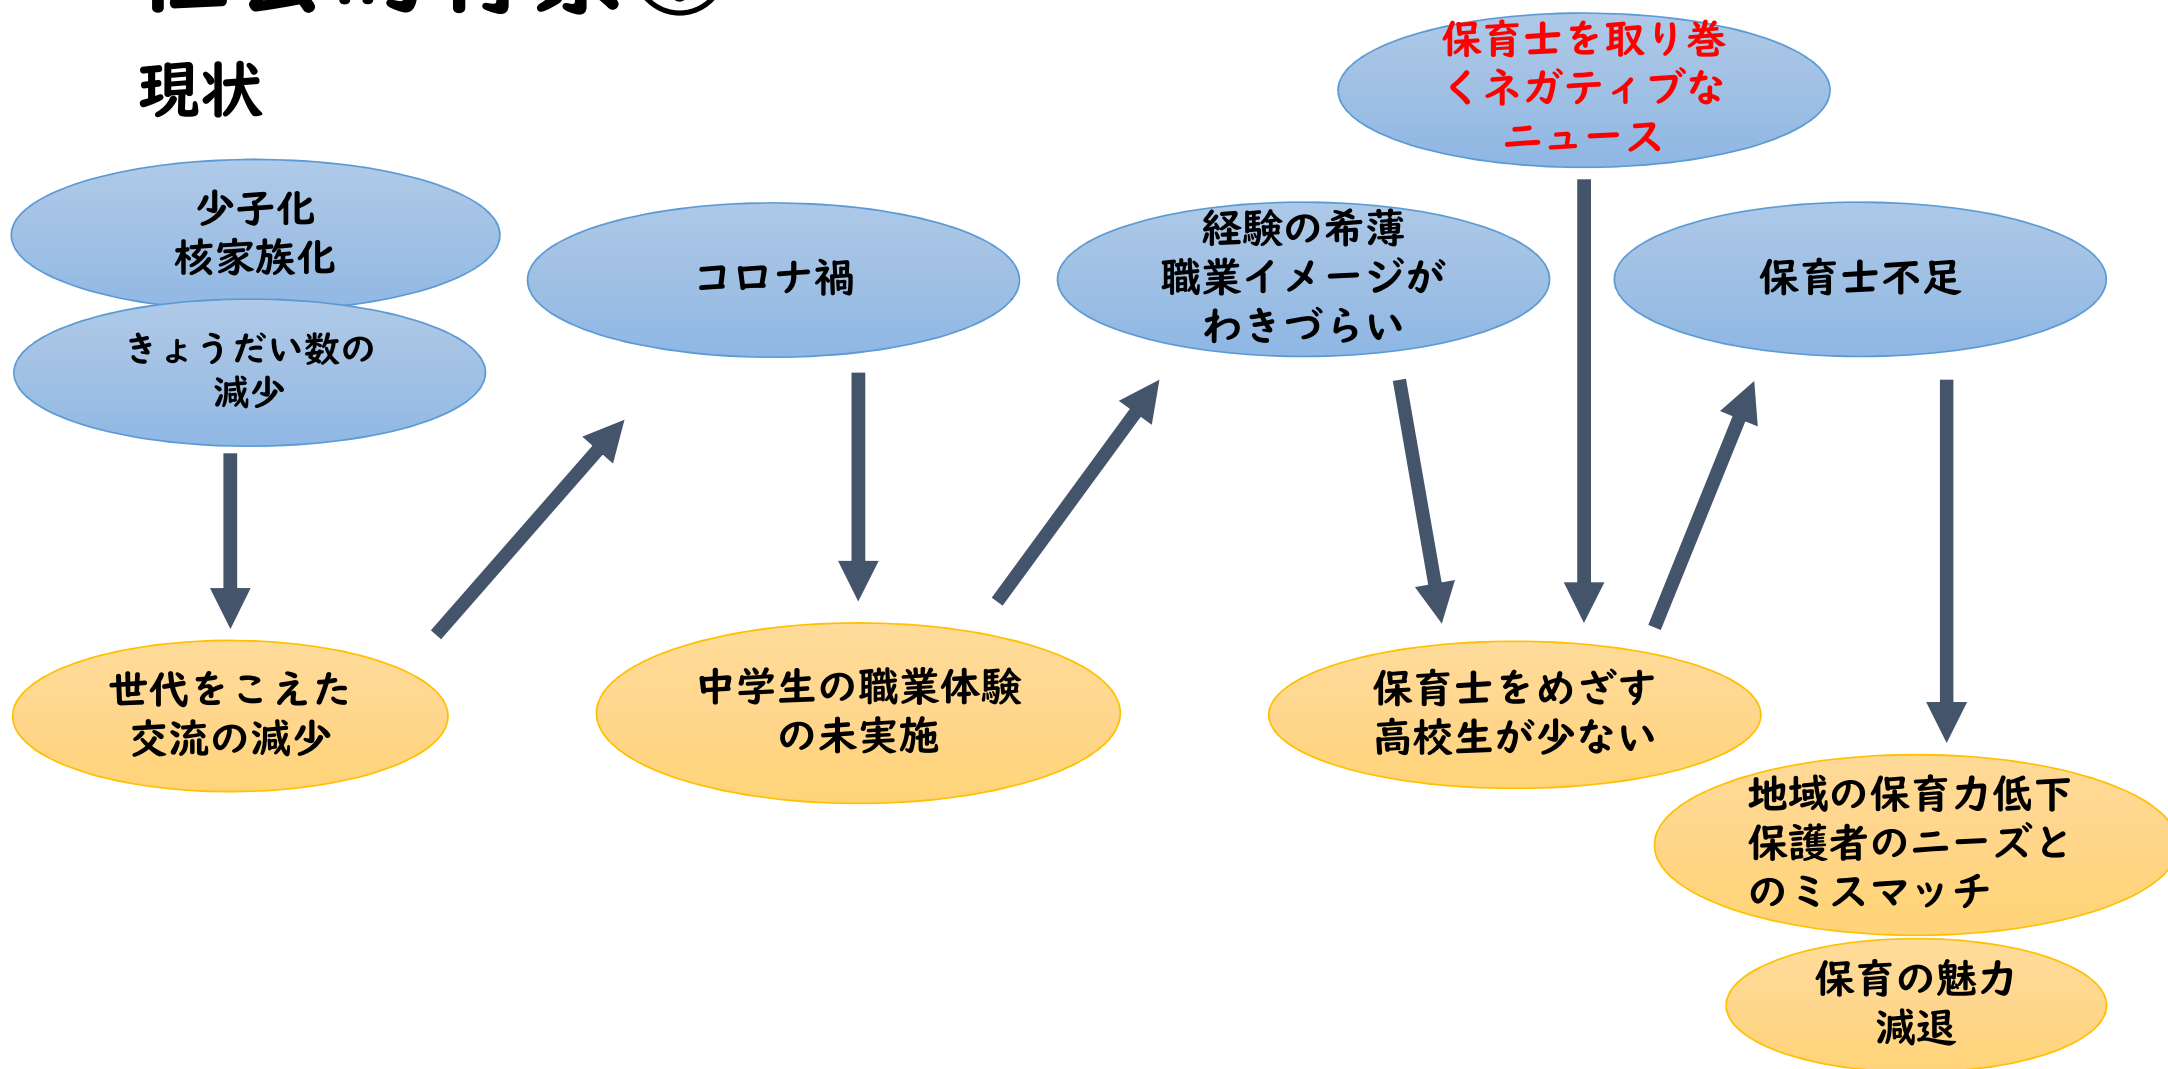 現状
保育士を取り巻
くネガティブな
ニュース
少子化
核家族化
きょうだい数の
減少
コロナ禍
経験の希薄
職業イメージが
わきづらい
保育士不足
世代をこえた
交流の減少
中学生の職業体験
の未実施
保育士をめざす
高校生が少ない
地域の保育力低下
保護者のニーズと
のミスマッチ
保育の魅力
減退